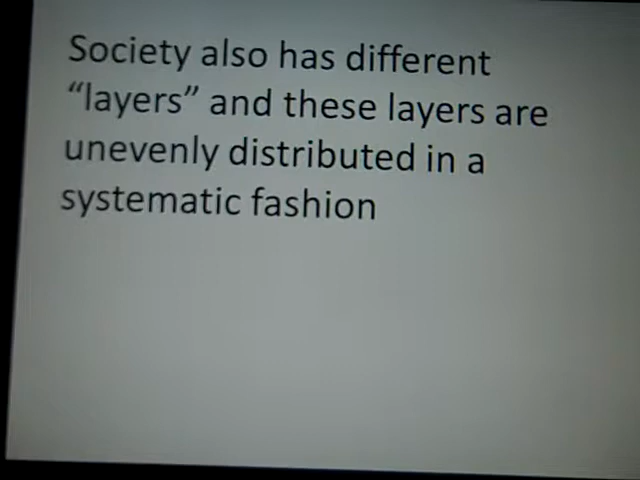 Society also has different
“layers” and these layers are
unevenly distributed in a
systematic fashion